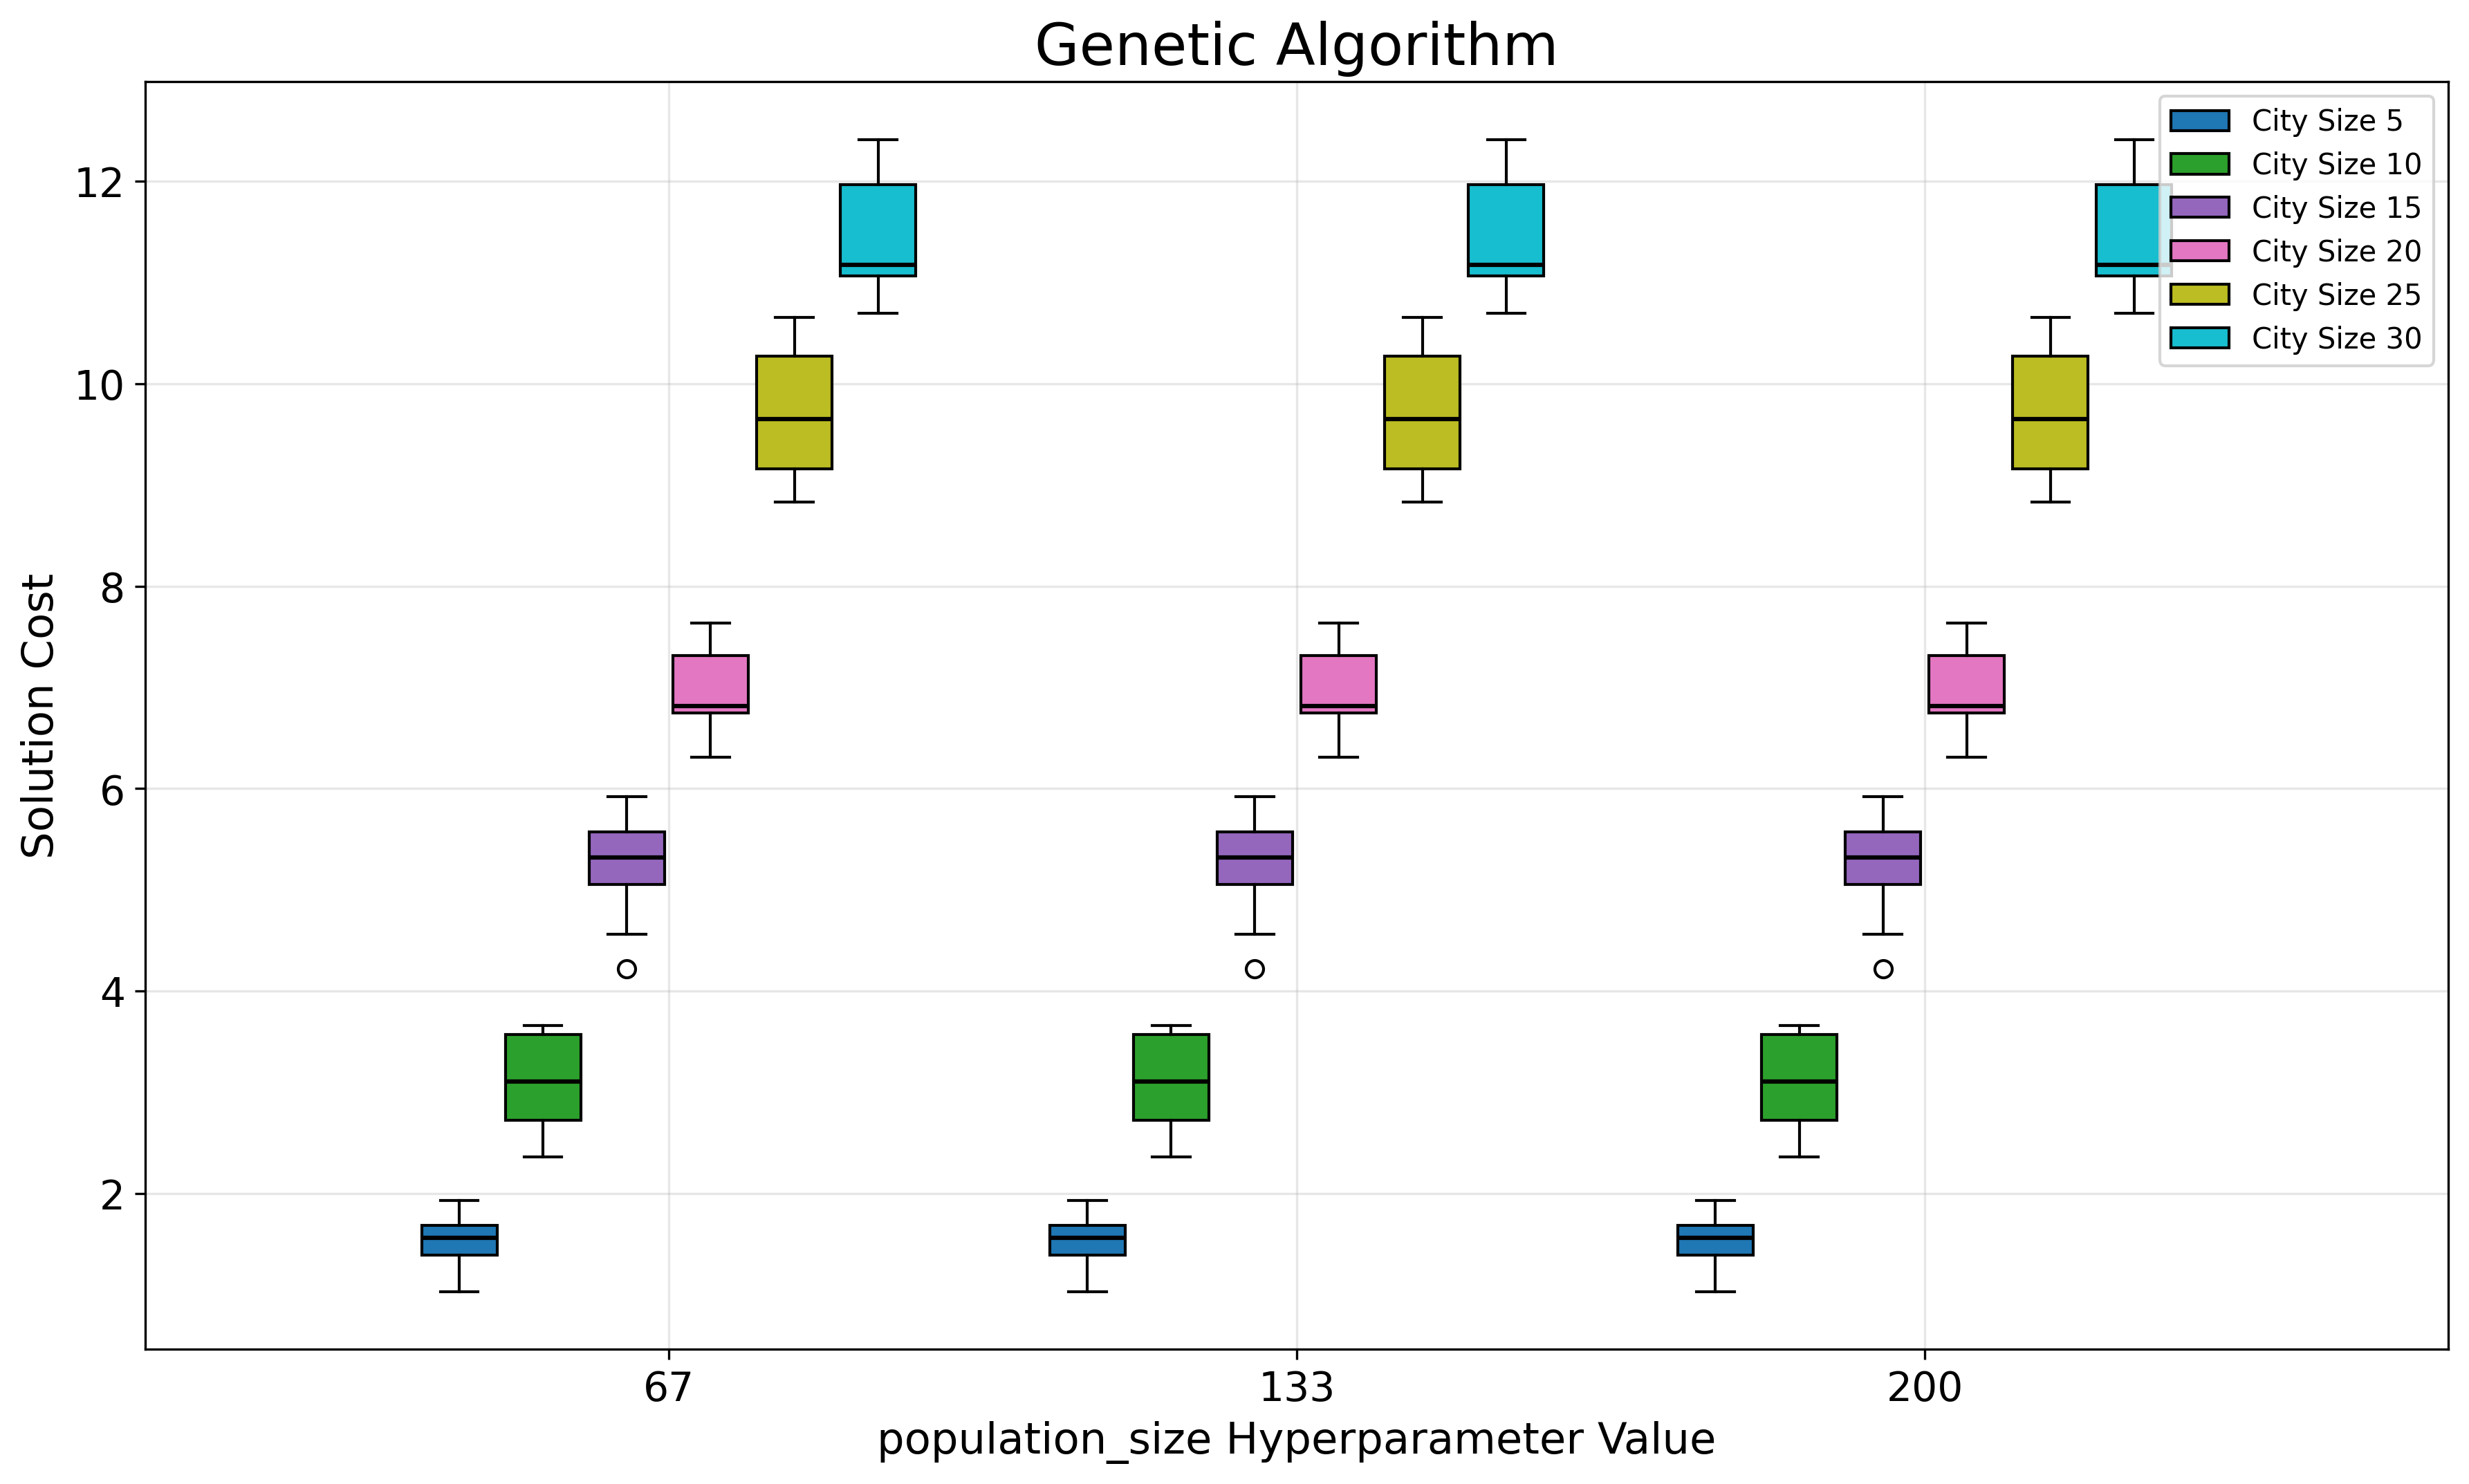 Genetic Algorithm
City Size 5
City Size 10
City Size 15
City Size 20
City Size 25
City Size 30
Solution Cost
12
10
8
6
4
2
67 133 200
population_size Hyperparameter Value